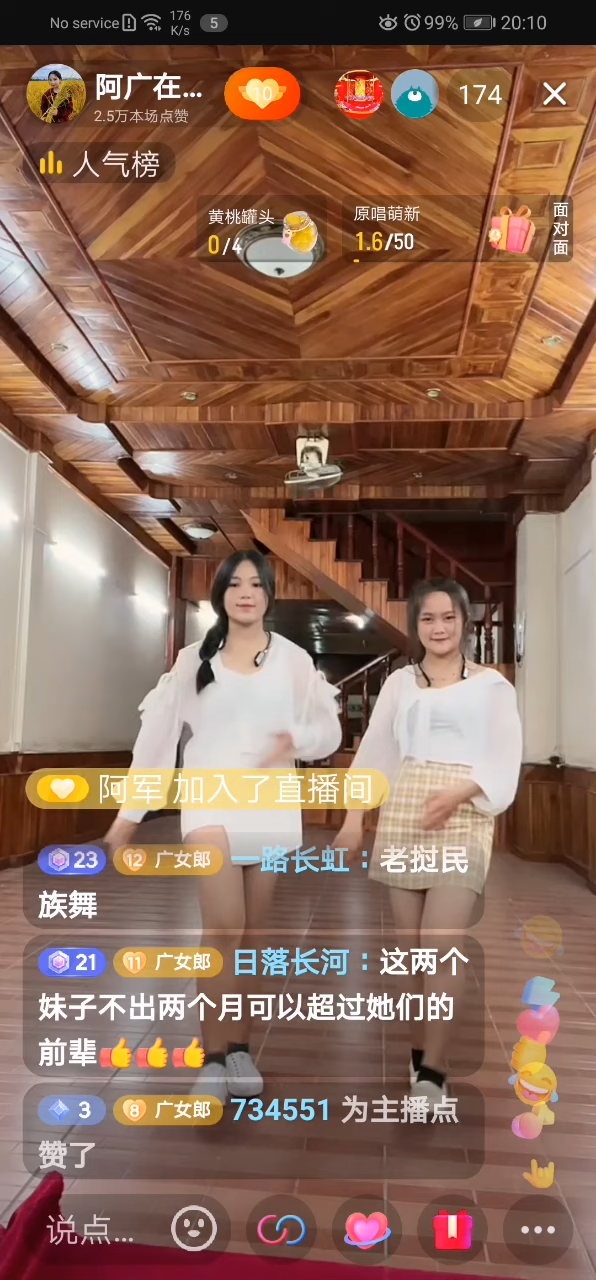 No service 176 K/s 5 99% 20:10
阿广在...
2.5万本场点赞
10
174
人气榜
黄桃罐头
0/4
原唱萌新
1.6/50
面对面
阿军 加入了直播间
23 12 广女郎 一路长虹：老挝民
族舞
21 11 广女郎 日落长河：这两个
妹子不出两个月可以超过她们的
前辈👍👍👍
3 8 广女郎 734551 为主播点
赞了
说点...